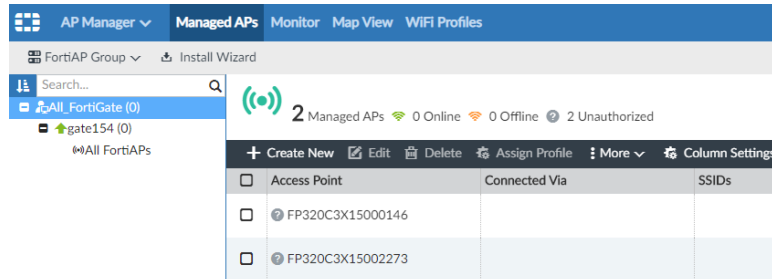 AP Manager Managed APs Monitor Map View WiFi Profiles
FortiAP Group Install Wizard
Search...
All_FortiGate (0)
gate154 (0)
All FortiAPs
2 Managed APs 0 Online 0 Offline 2 Unauthorized
Create New Edit Delete Assign Profile More Column Settings
Access Point Connected Via SSIDs
FP320C3X15000146
FP320C3X15002273